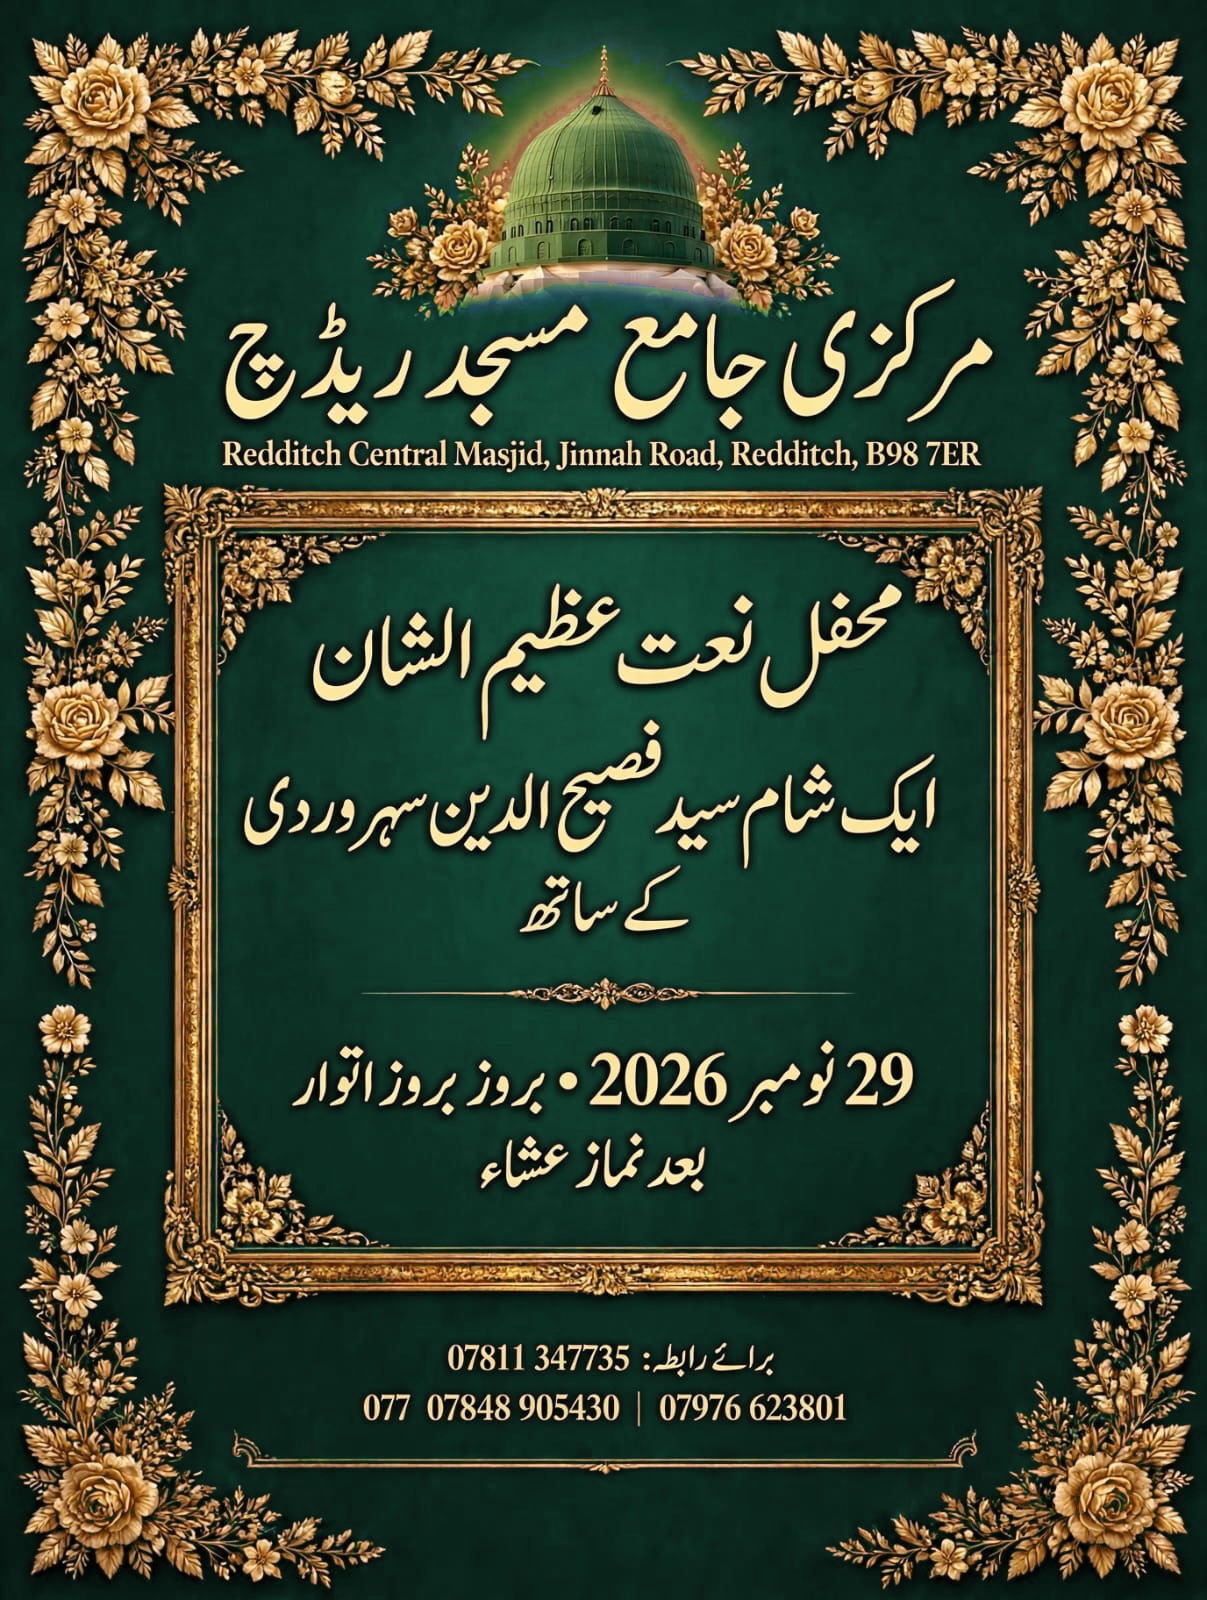 مرکزی جامع مسجد ریڈچ
Redditch Central Masjid, Jinnah Road, Redditch, B98 7ER
محفل نعت عظیم الشان
ایک شام سید فصیح الدین سہروردی
کے ساتھ
29 نومبر 2026 • بروز بروز اتوار
بعد نماز عشاء
برائے رابطہ: 07811 347735
077 07848 905430 | 07976 623801